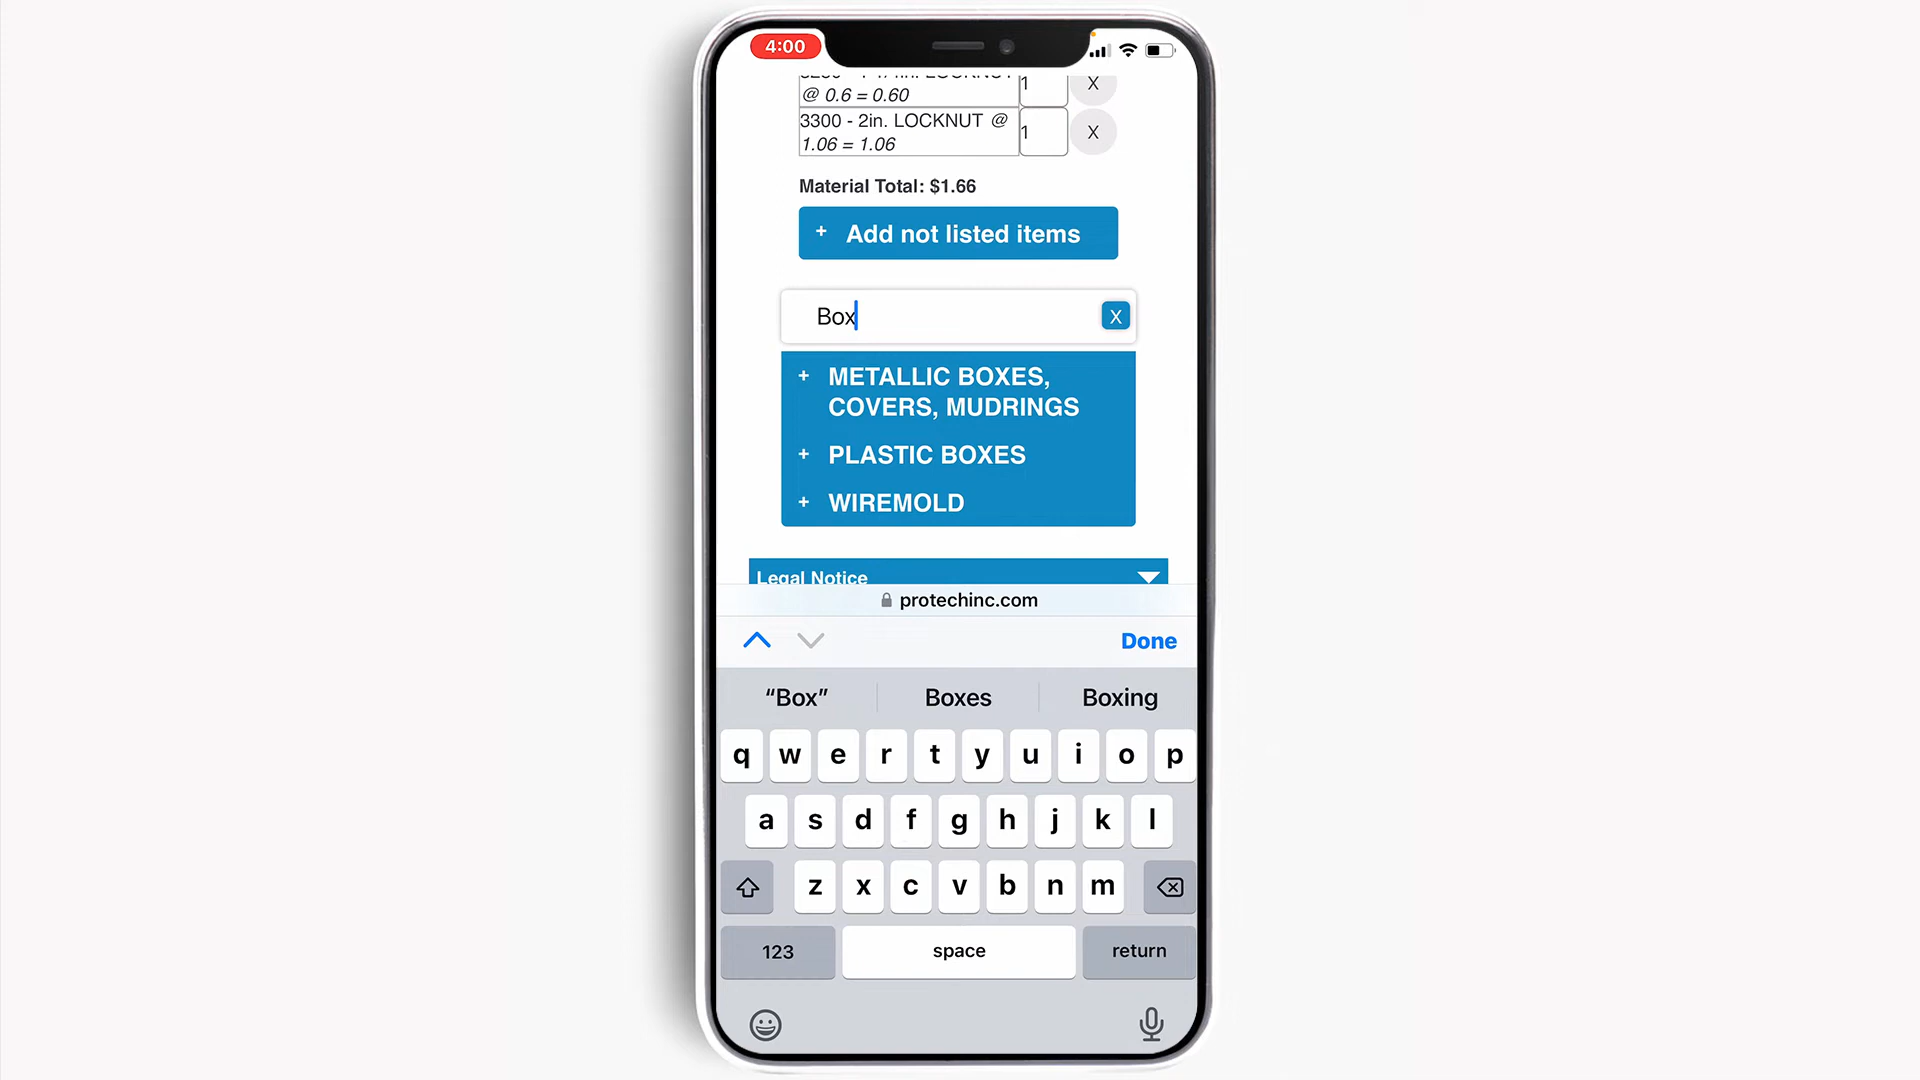 4:00
@ 0.6 = 0.60
1
X
3300 - 2in. LOCKNUT @
1.06 = 1.06
1
X
Material Total: $1.66
+ Add not listed items
Box
X
+ METALLIC BOXES,
COVERS, MUDRINGS
+ PLASTIC BOXES
+ WIREMOLD
Legal Notice
protechinc.com
Done
“Box” Boxes Boxing
q w e r t y u i o p
a s d f g h j k l
z x c v b n m
123 space return